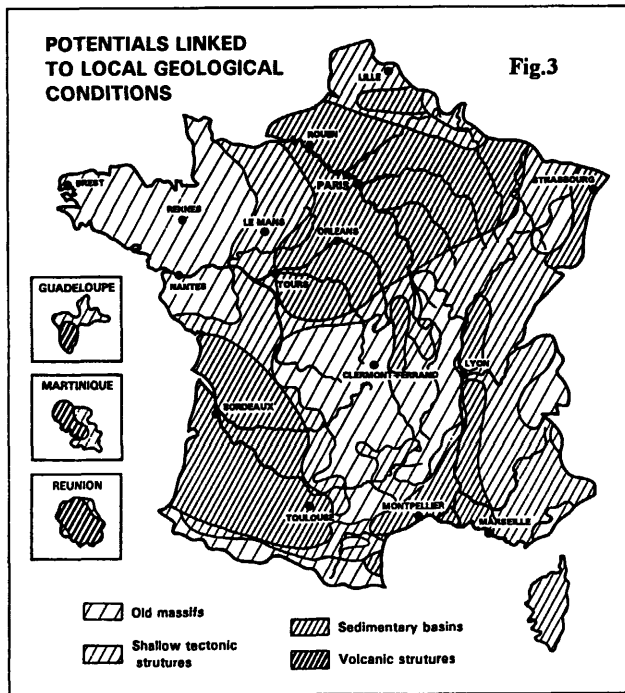 POTENTIALS LINKED
TO LOCAL GEOLOGICAL
CONDITIONS
Fig.3
LILLE
ROUEN
PARIS
STRASBOURG
BREST
RENNES
LE MANS
ORLEANS
NANTES
TOURS
GUADELOUPE
CLERMONT-FERRAND
LYON
MARTINIQUE
BORDEAUX
REUNION
TOULOUSE
MONTPELLIER
MARSEILLE
Old massifs
Shallow tectonic
strutures
Sedimentary basins
Volcanic strutures